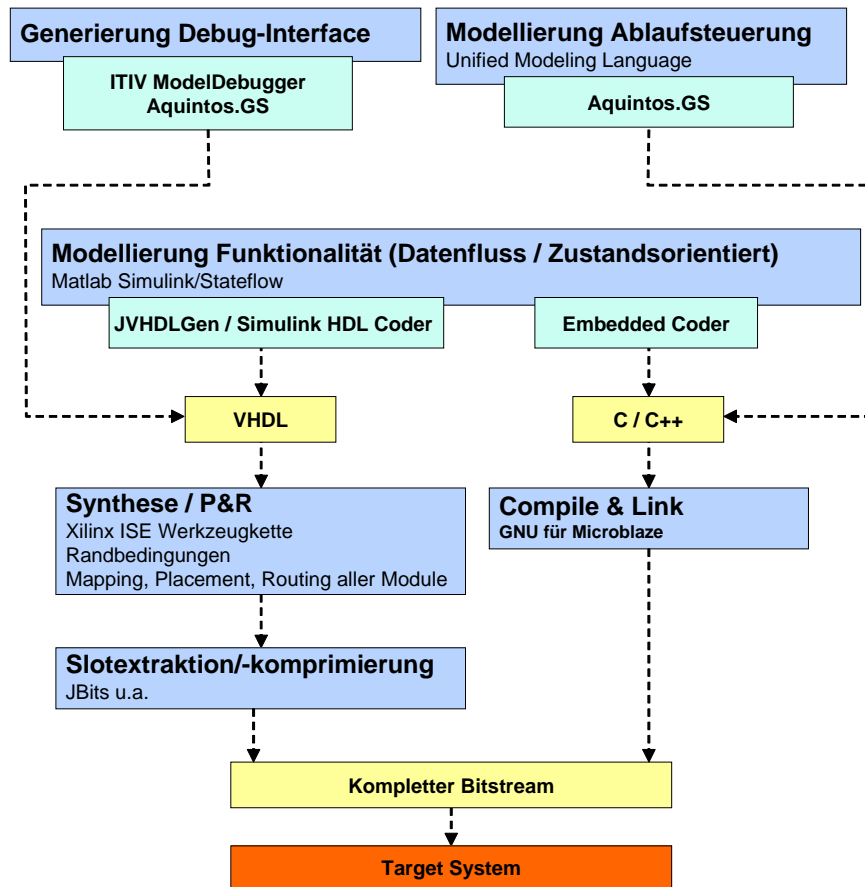 Generierung Debug-Interface
ITIV ModelDebugger
Aquintos.GS
Modellierung Ablaufsteuerung
Unified Modeling Language
Aquintos.GS
Modellierung Funktionalität (Datenfluss / Zustandsorientiert)
Matlab Simulink/Stateflow
JVHDLGen / Simulink HDL Coder
Embedded Coder
VHDL
C / C++
Synthese / P&R
Xilinx ISE Werkzeugkette
Randbedingungen
Mapping, Placement, Routing aller Module
Compile & Link
GNU für Microblaze
Slotextraktion/-komprimierung
JBits u.a.
Kompletter Bitstream
Target System